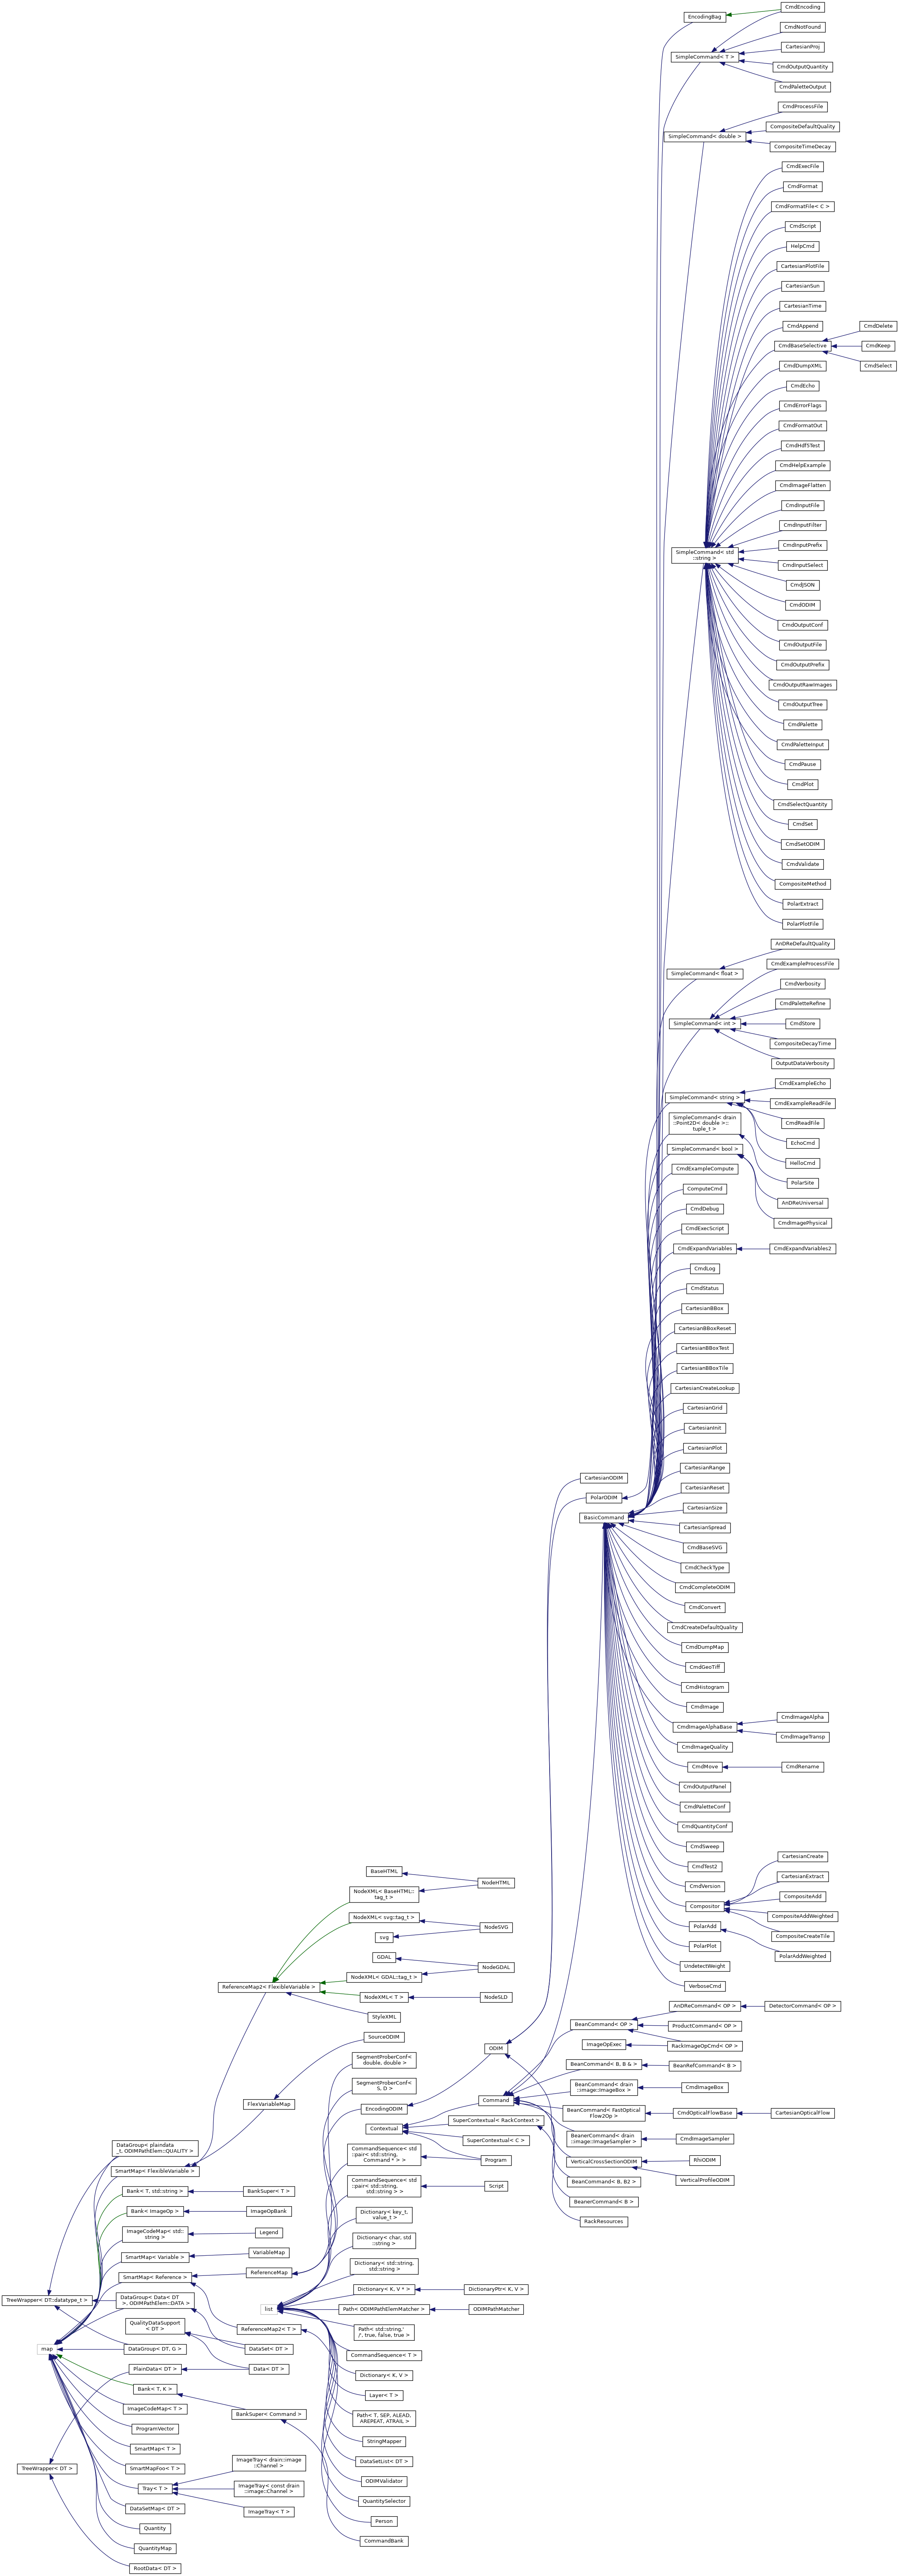 CmdEncoding
EncodingBag
CmdNotFound
CartesianProj
SimpleCommand< T >
CmdOutputQuantity
CmdPaletteOutput
CmdProcessFile
CompositeDefaultQuality
SimpleCommand< double >
CompositeTimeDecay
CmdExecFile
CmdFormat
CmdFormatFile< C >
CmdScript
HelpCmd
CartesianPlotFile
CartesianSun
CartesianTime
CmdAppend
CmdDelete
CmdBaseSelective
CmdKeep
CmdSelect
CmdDumpXML
CmdEcho
CmdErrorFlags
CmdFormatOut
CmdHdf5Test
CmdHelpExample
CmdImageFlatten
CmdInputFile
CmdInputFilter
CmdInputPrefix
SimpleCommand< std
::string >
CmdInputSelect
CmdJSON
CmdODIM
CmdOutputConf
CmdOutputFile
CmdOutputPrefix
CmdOutputRawImages
CmdOutputTree
CmdPalette
CmdPaletteInput
CmdPause
CmdPlot
CmdSelectQuantity
CmdSet
CmdSetODIM
CmdValidate
CompositeMethod
PolarExtract
PolarPlotFile
AnDReDefaultQuality
CmdExampleProcessFile
SimpleCommand< float >
CmdVerbosity
CmdPaletteRefine
SimpleCommand< int >
CmdStore
CompositeDecayTime
OutputDataVerbosity
CmdExampleEcho
SimpleCommand< string >
CmdExampleReadFile
SimpleCommand< drain
::Point2D< double >::
tuple_t >
CmdReadFile
EchoCmd
SimpleCommand< bool >
HelloCmd
CmdExampleCompute
PolarSite
ComputeCmd
AnDReUniversal
CmdDebug
CmdImagePhysical
CmdExecScript
CmdExpandVariables
CmdExpandVariables2
CmdLog
CmdStatus
CartesianBBox
CartesianBBoxReset
CartesianBBoxTest
CartesianBBoxTile
CartesianCreateLookup
CartesianGrid
CartesianInit
CartesianPlot
CartesianRange
CartesianODIM
CartesianReset
PolarODIM
CartesianSize
BasicCommand
CartesianSpread
CmdBaseSVG
CmdCheckType
CmdCompleteODIM
CmdConvert
CmdCreateDefaultQuality
CmdDumpMap
CmdGeoTiff
CmdHistogram
CmdImage
CmdImageAlpha
CmdImageAlphaBase
CmdImageTransp
CmdImageQuality
CmdMove
CmdRename
CmdOutputPanel
CmdPaletteConf
CmdQuantityConf
CmdSweep
CartesianCreate
CmdTest2
BaseHTML
CartesianExtract
NodeHTML
CmdVersion
NodeXML< BaseHTML::
tag_t >
CompositeAdd
Compositor
CompositeAddWeighted
NodeXML< svg::tag_t >
NodeSVG
PolarAdd
CompositeCreateTile
svg
PolarPlot
GDAL
PolarAddWeighted
NodeGDAL
UndetectWeight
NodeXML< GDAL::tag_t >
VerboseCmd
ReferenceMap2< FlexibleVariable >
NodeXML< T >
NodeSLD
AnDReCommand< OP >
DetectorCommand< OP >
StyleXML
BeanCommand< OP >
ProductCommand< OP >
SourceODIM
ImageOpExec
RackImageOpCmd< OP >
ODIM
SegmentProberConf<
double, double >
BeanCommand< B, B & >
BeanRefCommand< B >
SegmentProberConf<
S, D >
BeanCommand< drain
::image::ImageBox >
CmdImageBox
Command
FlexVariableMap
EncodingODIM
BeanCommand< FastOptical
Flow2Op >
CmdOpticalFlowBase
CartesianOpticalFlow
SuperContextual< RackContext >
Contextual
BeanerCommand< drain
::image::ImageSampler >
CmdImageSampler
SuperContextual< C >
DataGroup< plaindata
_t, ODIMPathElem::QUALITY >
CommandSequence< std
::pair< std::string,
Command * > >
Program
VerticalCrossSectionODIM
RhiODIM
SmartMap< FlexibleVariable >
VerticalProfileODIM
BeanCommand< B, B2 >
CommandSequence< std
::pair< std::string,
std::string > >
Script
Bank< T, std::string >
BankSuper< T >
BeanerCommand< B >
Bank< ImageOp >
ImageOpBank
Dictionary< key_t,
value_t >
RackResources
ImageCodeMap< std::
string >
Legend
Dictionary< char, std
::string >
SmartMap< Variable >
VariableMap
Dictionary< std::string,
std::string >
SmartMap< Reference >
ReferenceMap
Dictionary< K, V * >
DictionaryPtr< K, V >
TreeWrapper< DT::datatype_t >
DataGroup< Data< DT
>, ODIMPathElem::DATA >
list
Path< ODIMPathElemMatcher >
ODIMPathMatcher
QualityDataSupport
< DT >
ReferenceMap2< T >
Path< std::string,'
/', true, false, true >
map
DataGroup< DT, G >
DataSet< DT >
CommandSequence< T >
PlainData< DT >
Data< DT >
Dictionary< K, V >
Bank< T, K >
Layer< T >
ImageCodeMap< T >
BankSuper< Command >
Path< T, SEP, ALEAD,
AREPEAT, ATRAIL >
ProgramVector
StringMapper
SmartMap< T >
DataSetList< DT >
TreeWrapper< DT >
SmartMapFoo< T >
ImageTray< drain::image
::Channel >
ODIMValidator
Tray< T >
ImageTray< const drain
::image::Channel >
QuantitySelector
DataSetMap< DT >
ImageTray< T >
Person
Quantity
CommandBank
QuantityMap
RootData< DT >